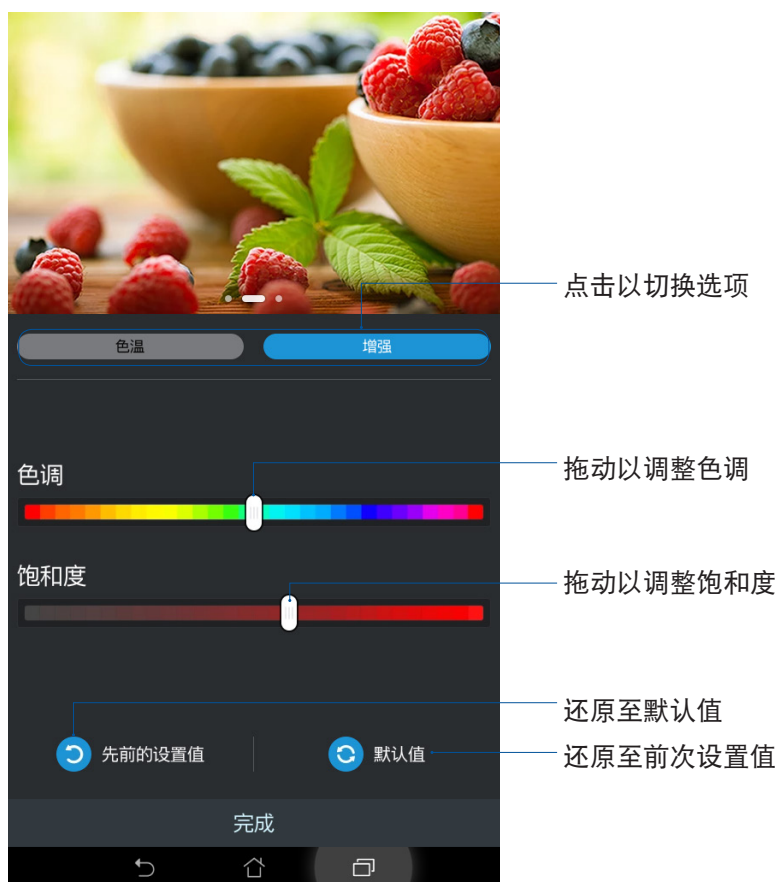 点击以切换选项
色温
增强
色调
拖动以调整色调
饱和度
拖动以调整饱和度
还原至默认值
先前的设置值
默认值
还原至前次设置值
完成